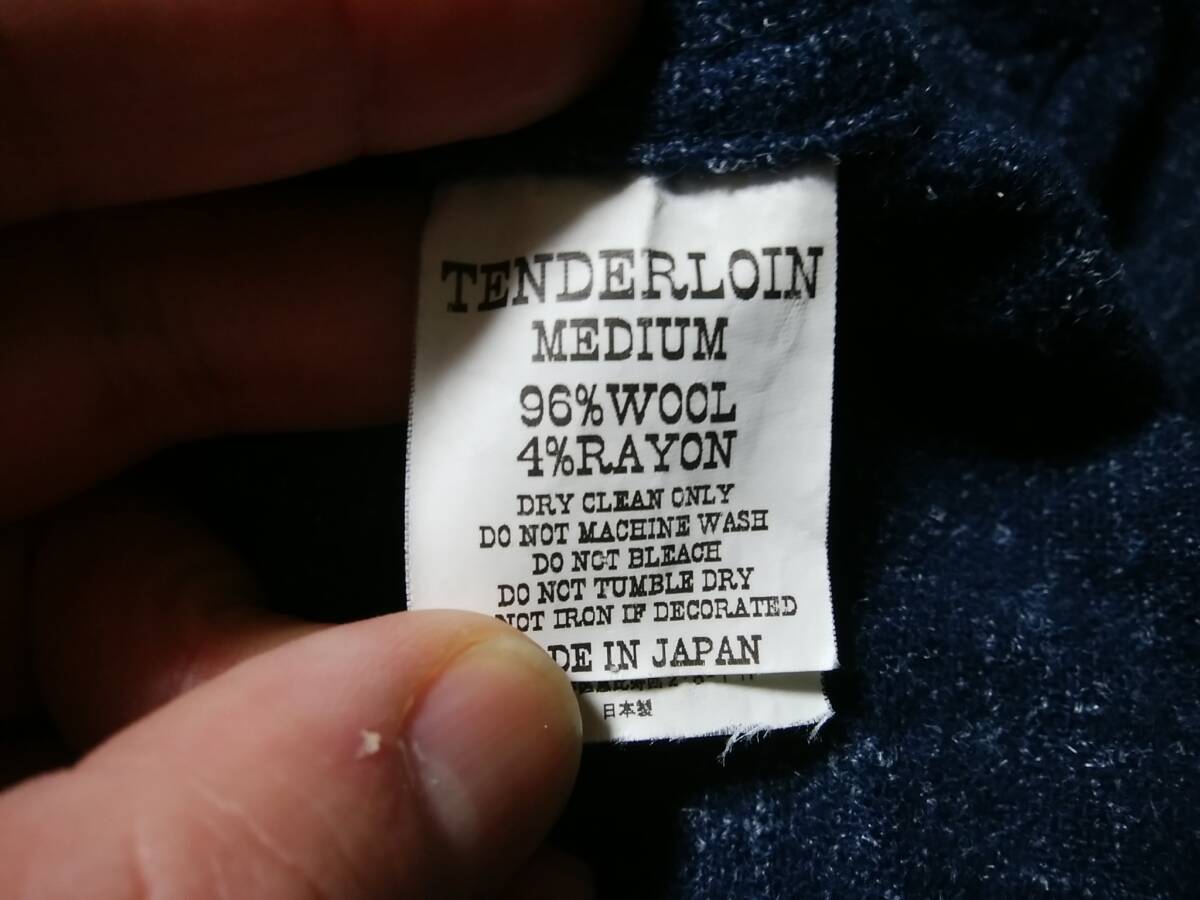 TENDERLOIN
MEDIUM
96%WOOL
4%RAYON
DRY CLEAN ONLY
DO NOT MACHINE WASH
DO NOT BLEACH
DO NOT TUMBLE DRY
NOT IRON IF DECORATED
DE IN JAPAN
日本製